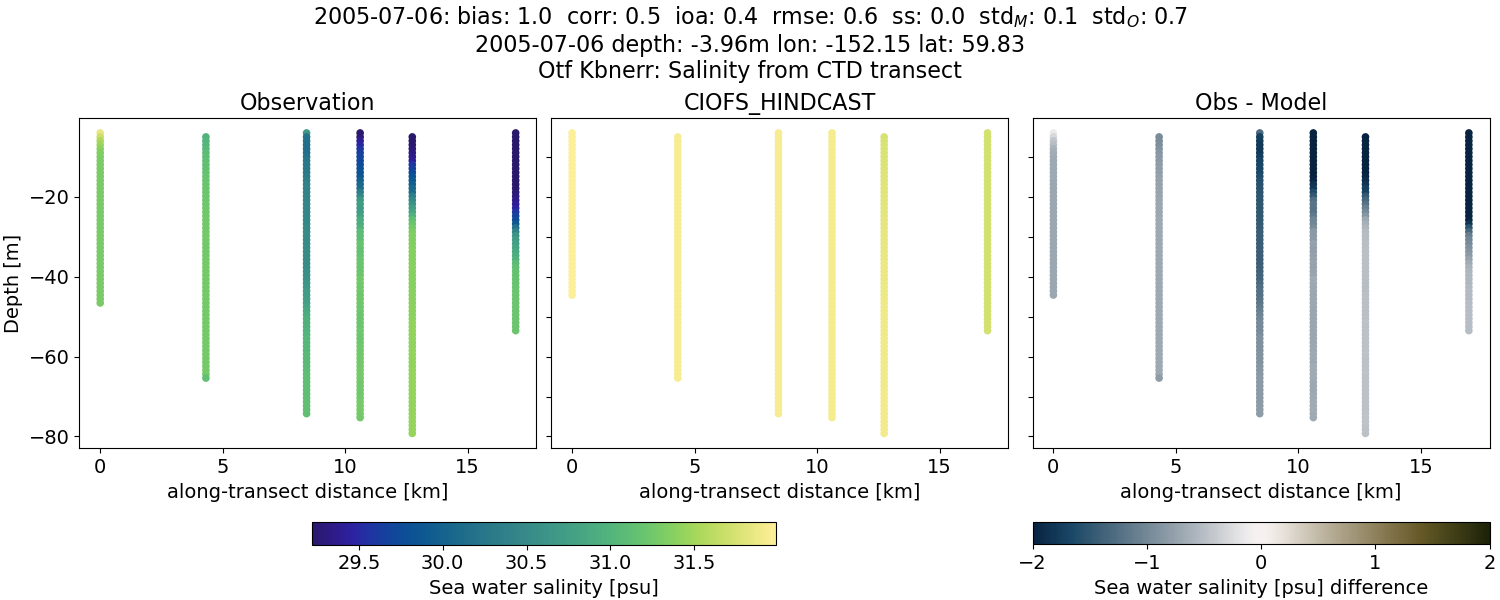 2005-07-06: bias: 1.0 corr: 0.5 ioa: 0.4 rmse: 0.6 ss: 0.0 std_M: 0.1 std_O: 0.7
2005-07-06 depth: -3.96m lon: -152.15 lat: 59.83
Otf Kbnerr: Salinity from CTD transect
Observation CIOFS_HINDCAST Obs - Model
Depth [m]
−20
−40
−60
−80
0 5 10 15 0 5 10 15 0 5 10 15
along-transect distance [km] along-transect distance [km] along-transect distance [km]
29.5 30.0 30.5 31.0 31.5 −2 −1 0 1 2
Sea water salinity [psu] Sea water salinity [psu] difference